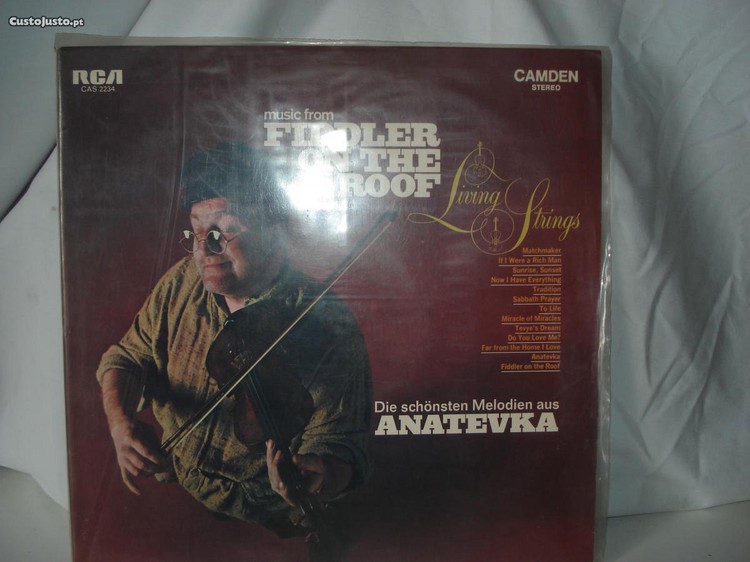 CustoJusto.pt
RCA
CAS 2234
CAMDEN
STEREO
music from
FIDDLER
ON THE
ROOF
Living Strings
Matchmaker
If I Were a Rich Man
Sunrise, Sunset
Now I Have Everything
Tradition
Sabbath Prayer
To Life
Miracle of Miracles
Tevye's Dream
Do You Love Me?
Far from the Home I Love
Anatevka
Fiddler on the Roof
Die schönsten Melodien aus
ANATEVKA